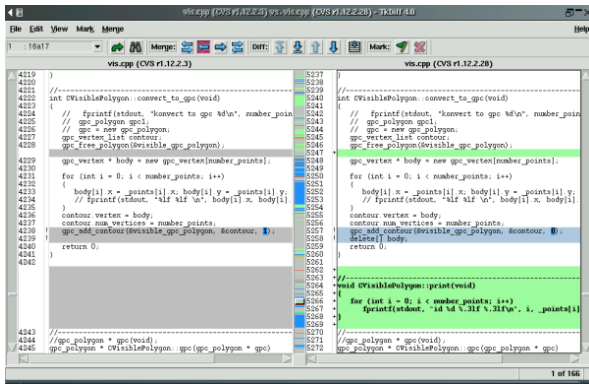 vis.cpp (CVS r1.12.2.3) vs. vis.cpp (CVS r1.12.2.28) - TkDiff 4.0
File Edit View Mark Merge Help
1 : 16a17 Merge: Diff: Mark:
vis.cpp (CVS r1.12.2.3)
4219 }
4220
4221 //-----------------------------------------------
4222 int CVisiblePolygon::convert_to_gpc(void)
4223 {
4224 // fprintf(stdout, "konvert to gpc %d\n", number_poin
4225 // gpc_polygon gpc1;
4226 // gpc = new gpc_polygon;
4227 gpc_vertex_list contour;
4228 gpc_free_polygon(&visible_gpc_polygon);
4229 gpc_vertex * body = new gpc_vertex[number_points];
4230
4231 for (int i = 0; i < number_points; i++)
4232 {
4233 body[i].x = _points[i].x; body[i].y = _points[i].y;
4234 // fprintf(stdout, "%lf %lf \n", body[i].x, body[i].
4235 }
4236 contour.vertex = body;
4237 contour.num_vertices = number_points;
4238 ! gpc_add_contour(&visible_gpc_polygon, &contour, 1);
4239 !
4240 return 0;
4241 }
4242
4243 //-----------------------------------------------
4244 //gpc_polygon * gpc(void);
4245 gpc_polygon * CVisiblePolygon::gpc(gpc_polygon * gpc)
vis.cpp (CVS r1.12.2.28)
5237 }
5238
5239 //-----------------------------------------------
5240 int CVisiblePolygon::convert_to_gpc(void)
5241 {
5242 // fprintf(stdout, "konvert to gpc %d\n", number_poin
5243 // gpc_polygon gpc1;
5244 // gpc = new gpc_polygon;
5245 gpc_vertex_list contour;
5246 gpc_free_polygon(&visible_gpc_polygon);
5247 +
5248 gpc_vertex * body = new gpc_vertex[number_points];
5249
5250 for (int i = 0; i < number_points; i++)
5251 {
5252 body[i].x = _points[i].x; body[i].y = _points[i].y;
5253 // fprintf(stdout, "%lf %lf \n", body[i].x, body[i].
5254 }
5255 contour.vertex = body;
5256 contour.num_vertices = number_points;
5257 ! gpc_add_contour(&visible_gpc_polygon, &contour, 0);
5258 ! delete[] body;
5259 return 0;
5260 }
5261
5262 +
5263 +//-----------------------------------------------
5264 +void CVisiblePolygon::print(void)
5265 +{
5266 + for (int i = 0; i < number_points; i++)
5267 + fprintf(stdout, "id %d %.3lf %.3lf\n", i, _points[i]
5268 +}
5269 +
5270 //-----------------------------------------------
5271 //gpc_polygon * gpc(void);
5272 gpc_polygon * CVisiblePolygon::gpc(gpc_polygon * gpc)
1 of 166